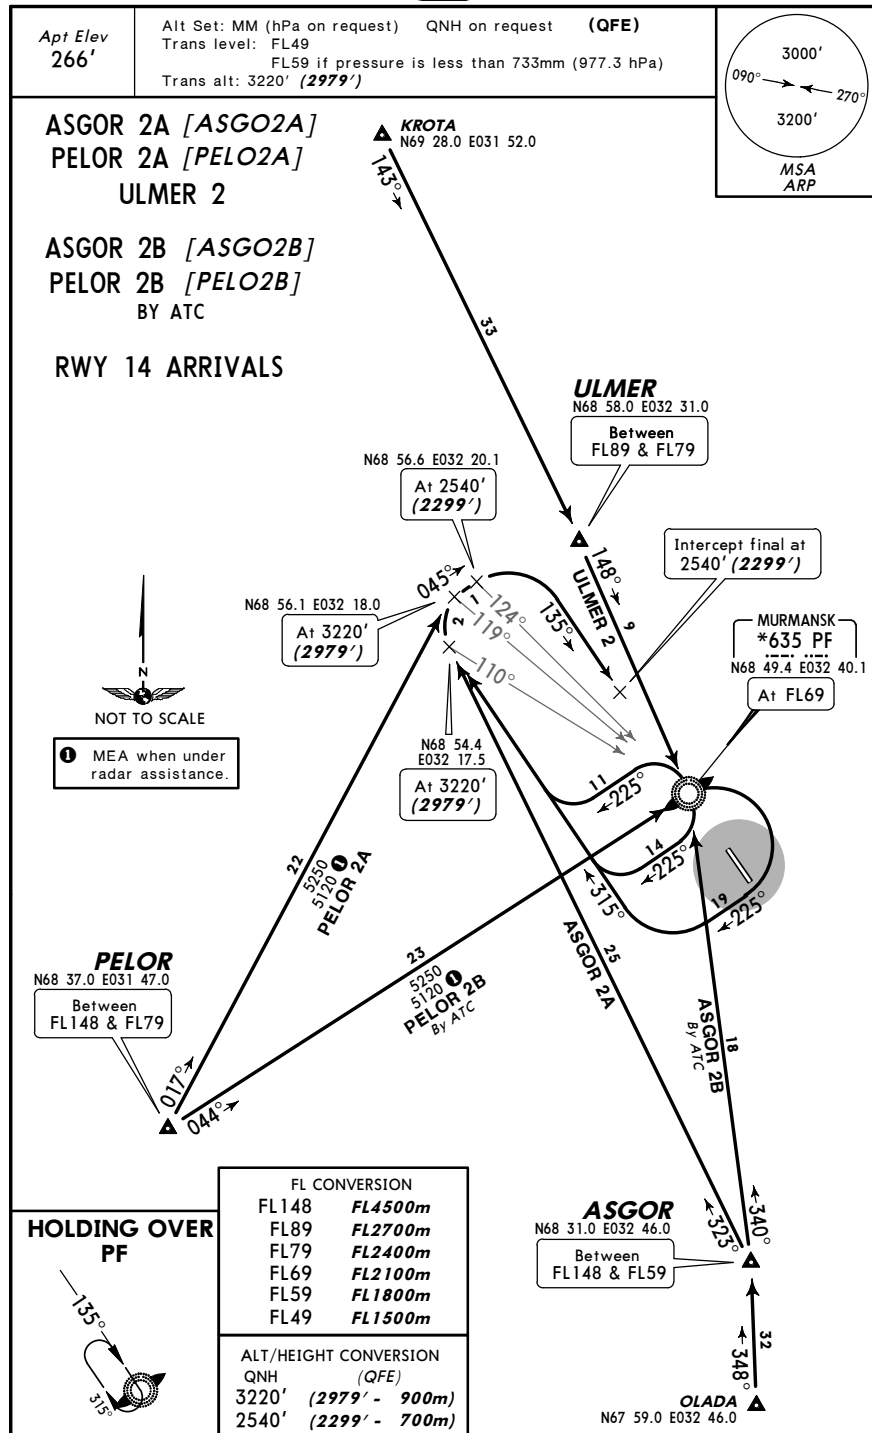 Apt Elev
266'
Alt Set: MM (hPa on request) QNH on request (QFE)
Trans level: FL49
FL59 if pressure is less than 733mm (977.3 hPa)
Trans alt: 3220' (2979')
3000'
090°
270°
3200'
MSA
ARP
ASGOR 2A [ASGO2A]
PELOR 2A [PELO2A]
ULMER 2
ASGOR 2B [ASGO2B]
PELOR 2B [PELO2B]
BY ATC
RWY 14 ARRIVALS
KROTA
N69 28.0 E031 52.0
143°
33
ULMER
N68 58.0 E032 31.0
Between
FL89 & FL79
N68 56.6 E032 20.1
At 2540'
(2299')
Intercept final at
2540' (2299')
045°
1
2
124°
119°
110°
135°
148°
ULMER 2
9
N68 56.1 E032 18.0
At 3220'
(2979')
MURMANSK
*635 PF
N68 49.4 E032 40.1
At FL69
N
NOT TO SCALE
1 MEA when under
radar assistance.
N68 54.4
E032 17.5
At 3220'
(2979')
11
225°
14
225°
19
225°
315°
22
5250
5120 1
PELOR 2A
23
5250
5120 1
PELOR 2B
By ATC
25
ASGOR 2A
18
ASGOR 2B
By ATC
PELOR
N68 37.0 E031 47.0
Between
FL148 & FL79
017°
044°
ASGOR
N68 31.0 E032 46.0
Between
FL148 & FL59
323°
340°
32
348°
OLADA
N67 59.0 E032 46.0
HOLDING OVER
PF
135°
315°
FL CONVERSION
FL148 FL4500m
FL89 FL2700m
FL79 FL2400m
FL69 FL2100m
FL59 FL1800m
FL49 FL1500m
ALT/HEIGHT CONVERSION
QNH (QFE)
3220' (2979' - 900m)
2540' (2299' - 700m)